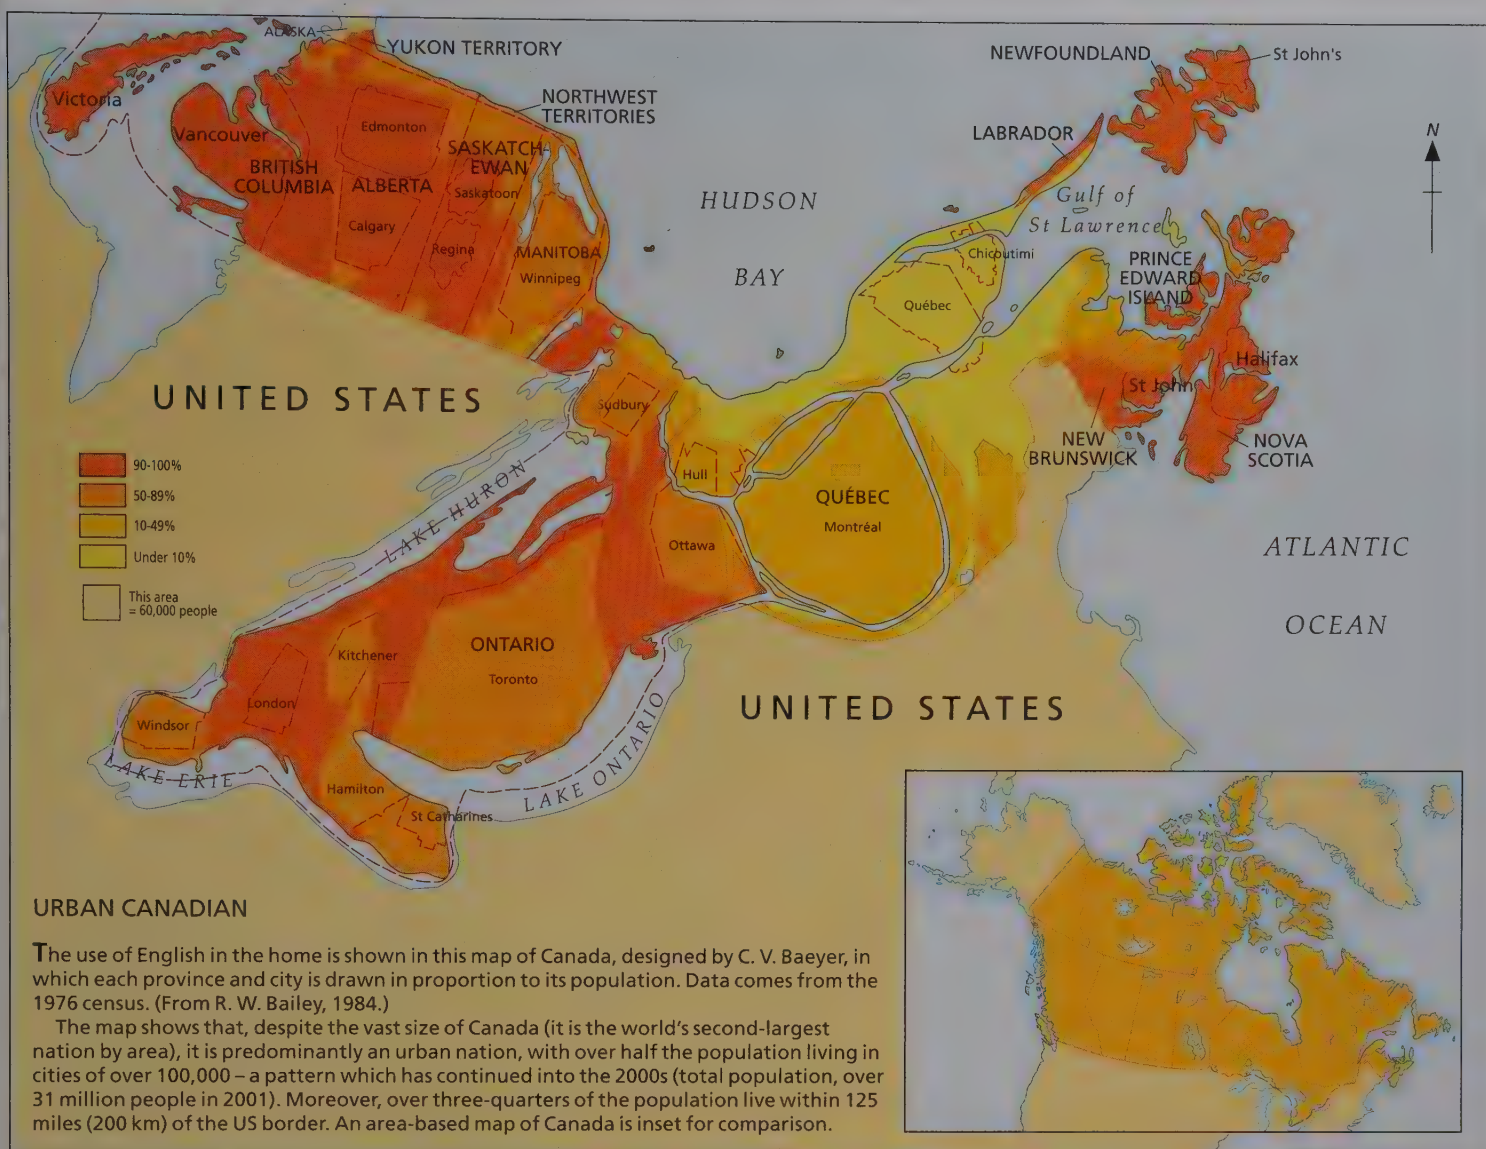 ALASKA
YUKON TERRITORY
NEWFOUNDLAND
St John's
Victoria
NORTHWEST
TERRITORIES
Vancouver
Edmonton
LABRADOR
N
BRITISH
COLUMBIA
ALBERTA
SASKATCH-
EWAN
Saskatoon
HUDSON
BAY
Gulf of
St Lawrence
Calgary
Regina
MANITOBA
Winnipeg
Chicoutimi
PRINCE
EDWARD
ISLAND
Québec
Halifax
UNITED STATES
Sudbury
St John
NEW
BRUNSWICK
NOVA
SCOTIA
90-100%
50-89%
10-49%
Under 10%
This area
= 60,000 people
LAKE HURON
Hull
QUÉBEC
Montréal
Ottawa
ATLANTIC
OCEAN
ONTARIO
Toronto
Kitchener
London
Windsor
LAKE ERIE
Hamilton
St Catharines
LAKE ONTARIO
UNITED STATES
URBAN CANADIAN
The use of English in the home is shown in this map of Canada, designed by C. V. Baeyer, in
which each province and city is drawn in proportion to its population. Data comes from the
1976 census. (From R. W. Bailey, 1984.)
The map shows that, despite the vast size of Canada (it is the world's second-largest
nation by area), it is predominantly an urban nation, with over half the population living in
cities of over 100,000 – a pattern which has continued into the 2000s (total population, over
31 million people in 2001). Moreover, over three-quarters of the population live within 125
miles (200 km) of the US border. An area-based map of Canada is inset for comparison.